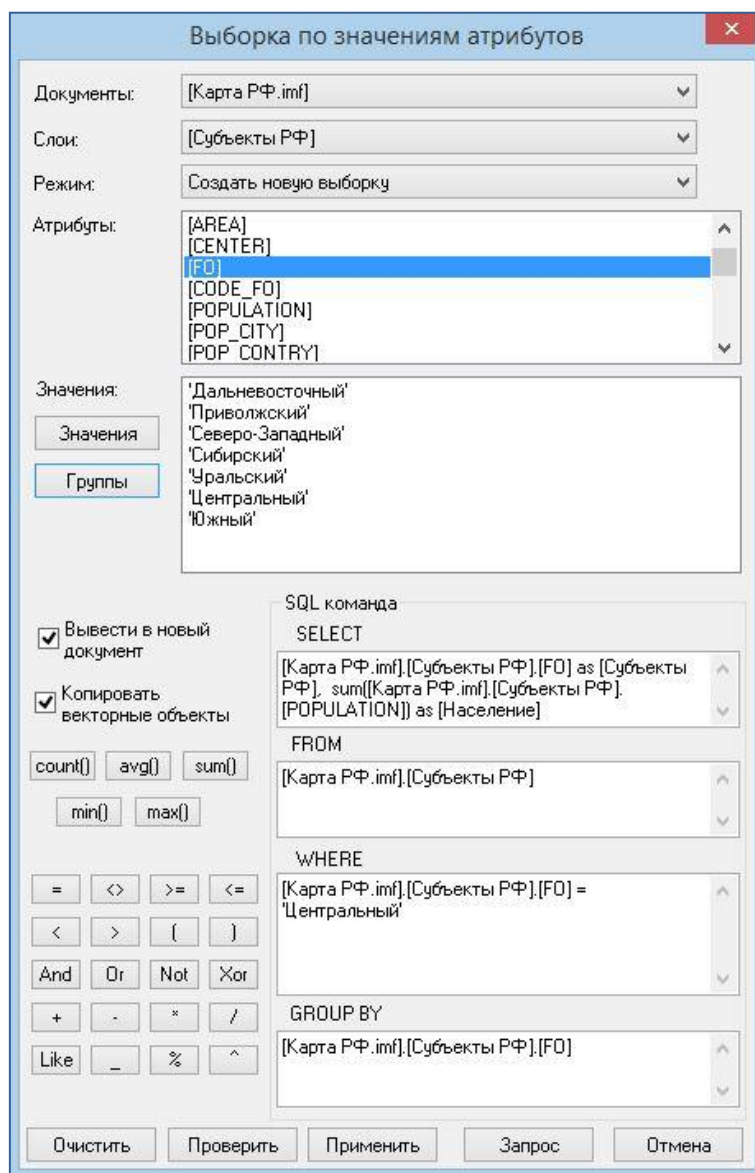 Выборка по значениям атрибутов
Документы:
[Карта РФ.imf]
Слои:
[Субъекты РФ]
Режим:
Создать новую выборку
Атрибуты:
[AREA]
[CENTER]
[FO]
[CODE_FO]
[POPULATION]
[POP_CITY]
[POP_CONTRY]
Значения:
Значения
Группы
'Дальневосточный'
'Приволжский'
'Северо-Западный'
'Сибирский'
'Уральский'
'Центральный'
'Южный'
Вывести в новый
документ
Копировать
векторные объекты
count() avg() sum()
min() max()
= <> >= <=
< > ( )
And Or Not Xor
+ - * /
Like _ % ^
SQL команда
SELECT
[Карта РФ.imf].[Субъекты РФ].[FO] as [Субъекты
РФ], sum([Карта РФ.imf].[Субъекты РФ].
[POPULATION]) as [Население]
FROM
[Карта РФ.imf].[Субъекты РФ]
WHERE
[Карта РФ.imf].[Субъекты РФ].[FO] =
'Центральный'
GROUP BY
[Карта РФ.imf].[Субъекты РФ].[FO]
Очистить Проверить Применить Запрос Отмена